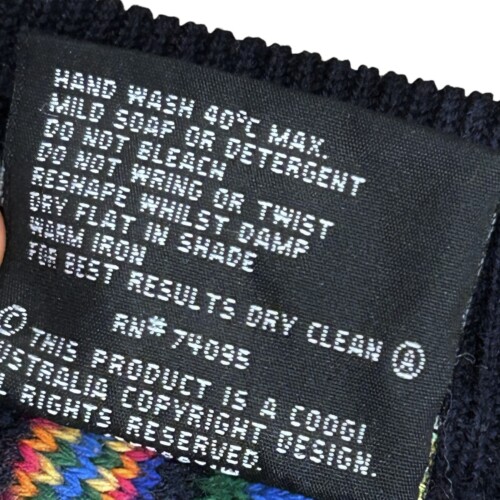 HAND WASH 40°C MAX.
MILD SOAP OR DETERGENT
DO NOT BLEACH
DO NOT WRING OR TWIST
RESHAPE WHILST DAMP
DRY FLAT IN SHADE
WARM IRON
FOR BEST RESULTS DRY CLEAN Ⓐ
RN# 74095
© THIS PRODUCT IS A COOGI
AUSTRALIA COPYRIGHT DESIGN.
RIGHTS RESERVED.